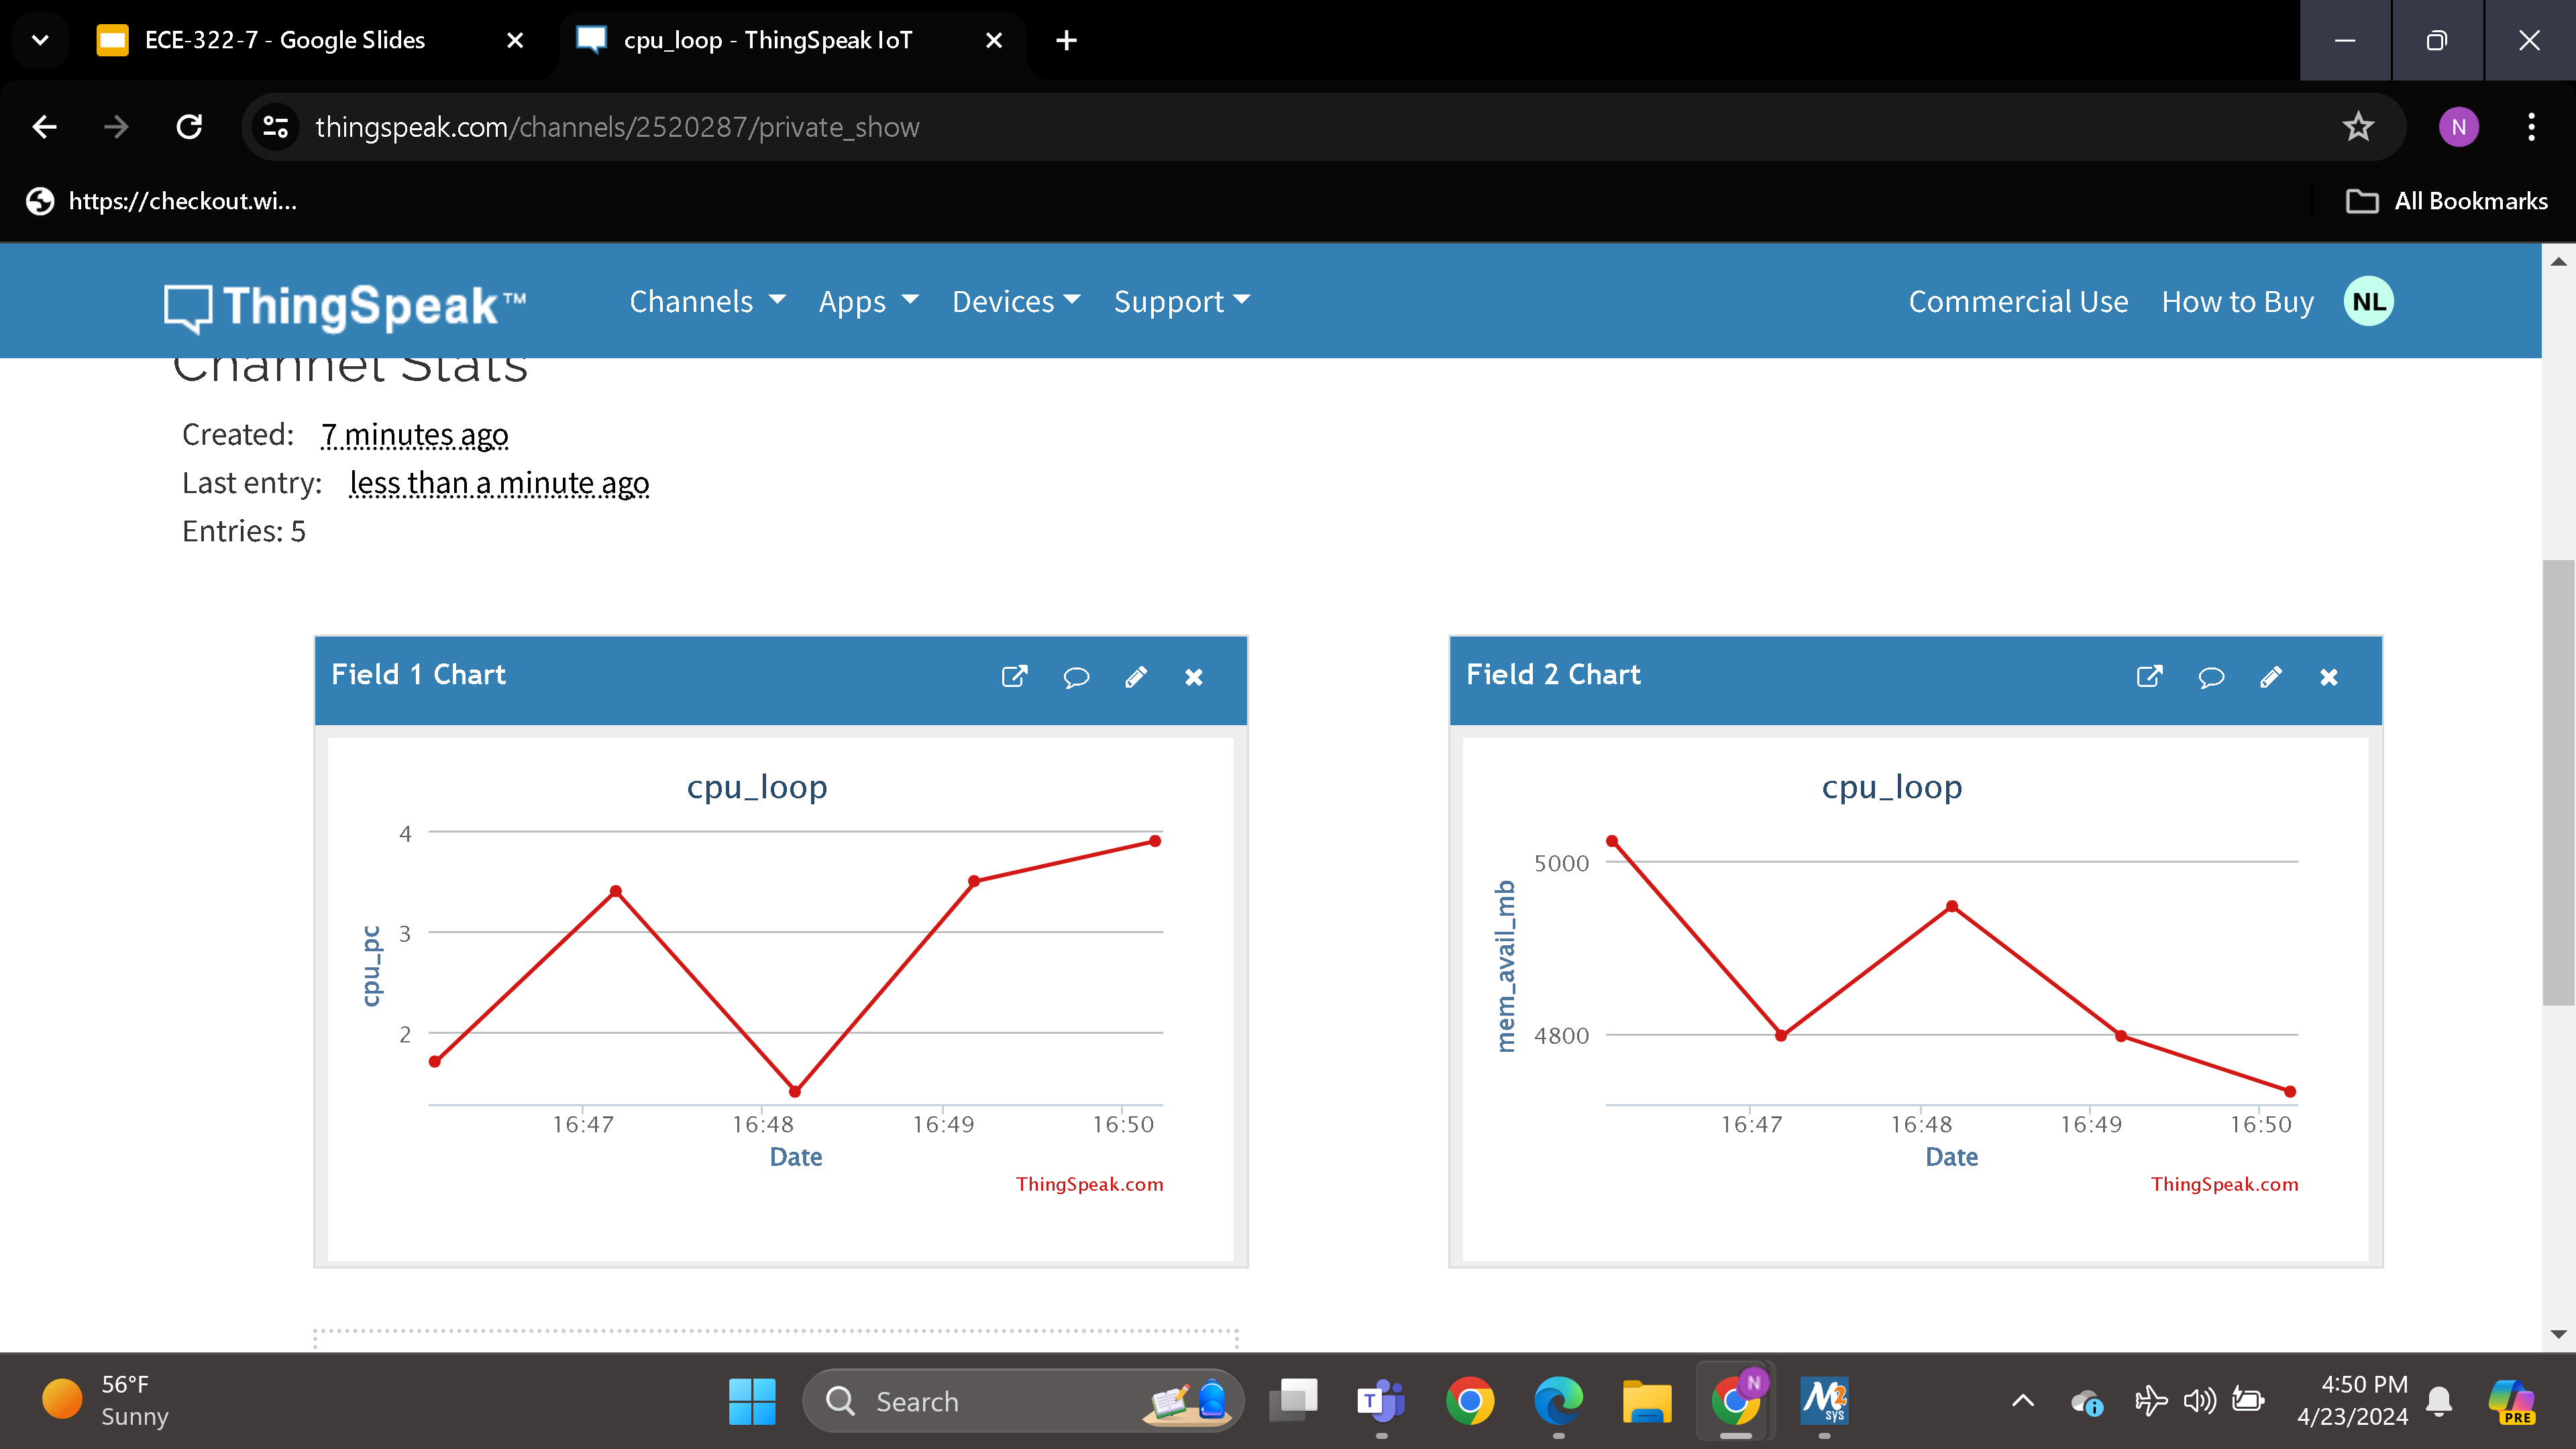 ECE-322-7 - Google Slides
cpu_loop - ThingSpeak IoT
thingspeak.com/channels/2520287/private_show
N
https://checkout.wi...
All Bookmarks
ThingSpeak™
Channels
Apps
Devices
Support
Commercial Use
How to Buy
NL
Channel Stats
Created: 7 minutes ago
Last entry: less than a minute ago
Entries: 5
Field 1 Chart
cpu_loop
4
3
2
cpu_pc
16:47 16:48 16:49 16:50
Date
ThingSpeak.com
Field 2 Chart
cpu_loop
5000
4800
mem_avail_mb
16:47 16:48 16:49 16:50
Date
ThingSpeak.com
56°F
Sunny
Search
T
N
M2
sys
4:50 PM
4/23/2024
PRE